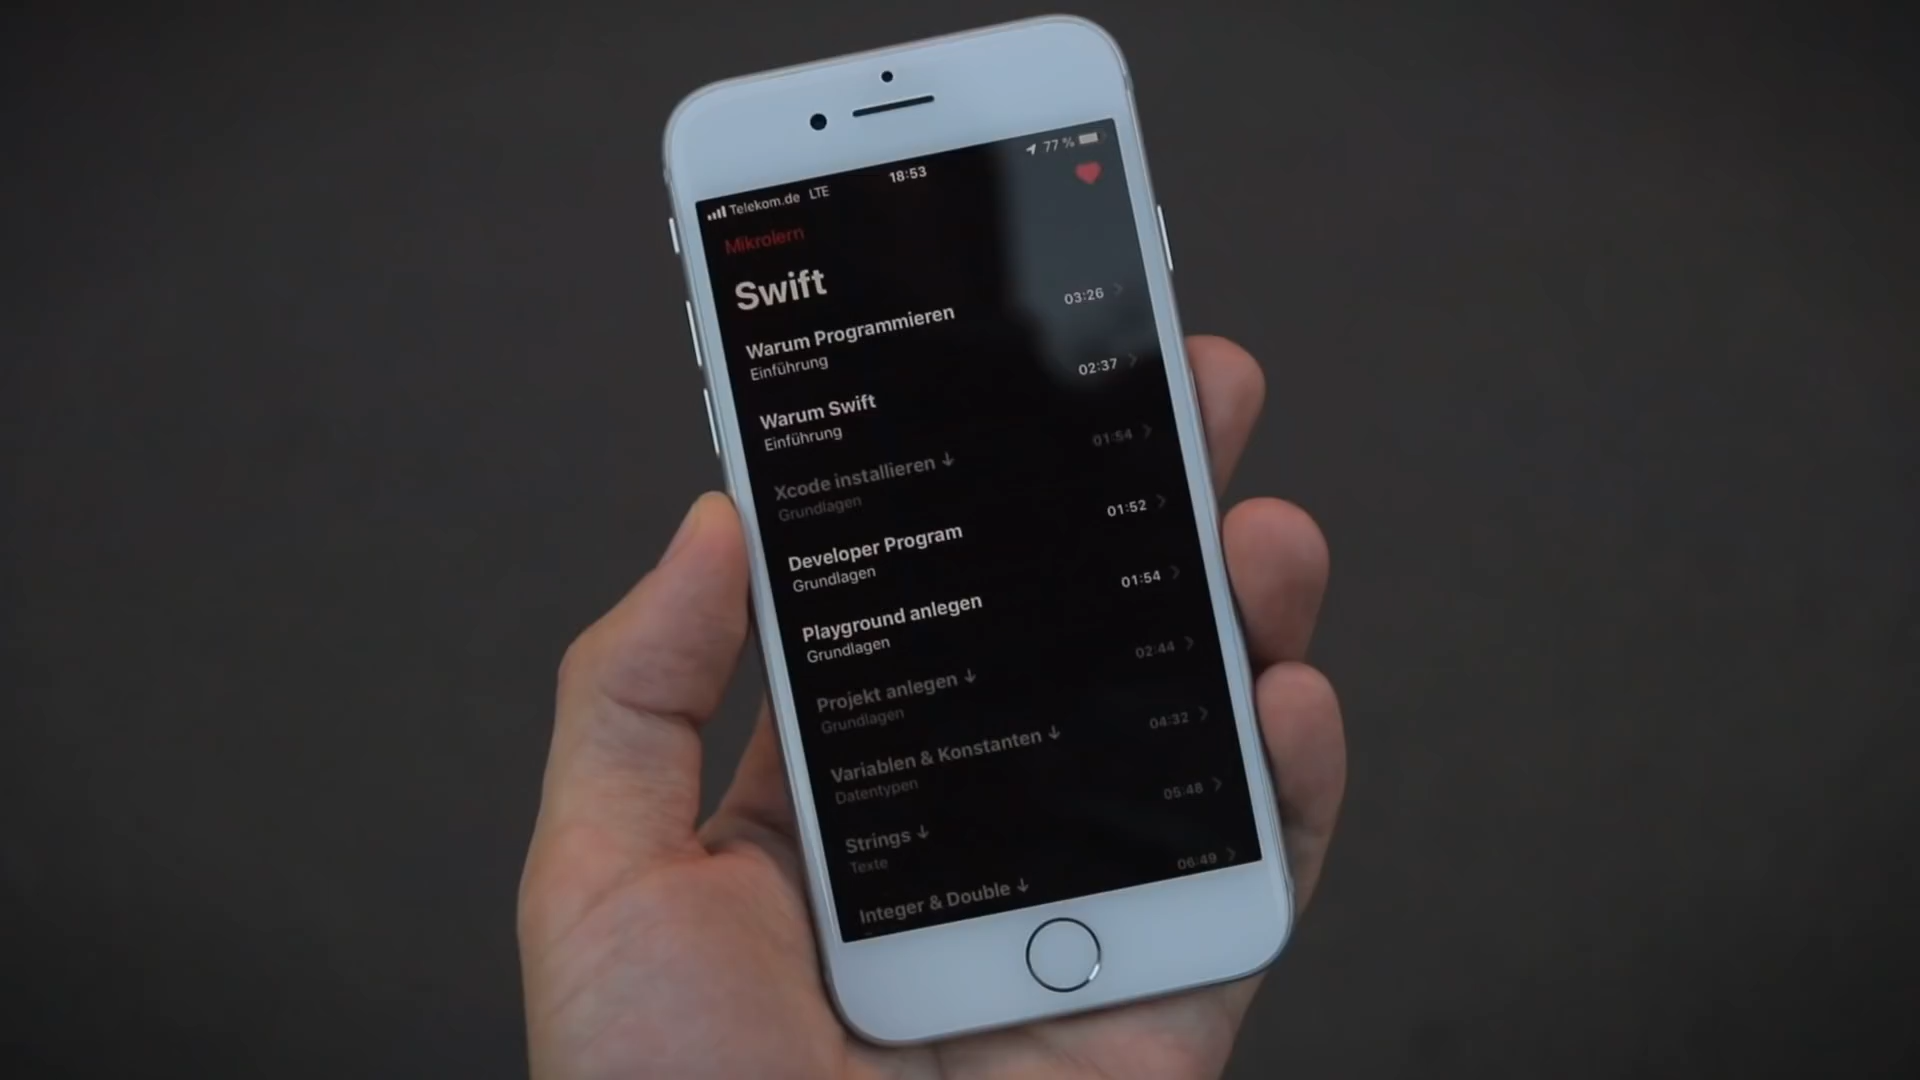 Telekom.de LTE 18:53 77 %
Mikrolern
Swift
Warum Programmieren 03:26
Einführung
Warum Swift 02:37
Einführung
Xcode installieren ↓ 01:54
Grundlagen
Developer Program 01:52
Grundlagen
Playground anlegen 01:54
Grundlagen
Projekt anlegen ↓ 02:44
Grundlagen
Variablen & Konstanten ↓ 04:32
Datentypen
Strings ↓ 05:48
Texte
Integer & Double ↓ 06:49